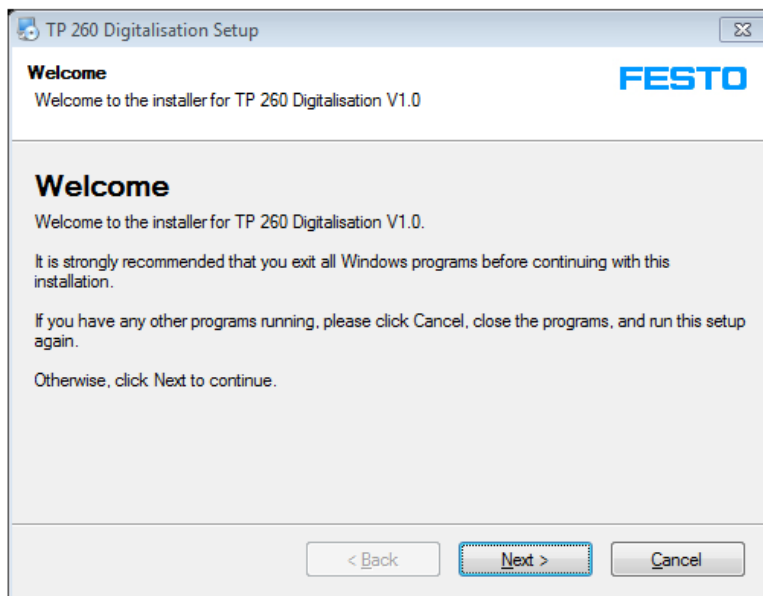 TP 260 Digitalisation Setup
Welcome
Welcome to the installer for TP 260 Digitalisation V1.0
FESTO
Welcome
Welcome to the installer for TP 260 Digitalisation V1.0.
It is strongly recommended that you exit all Windows programs before continuing with this
installation.
If you have any other programs running, please click Cancel, close the programs, and run this setup
again.
Otherwise, click Next to continue.
< Back
Next >
Cancel